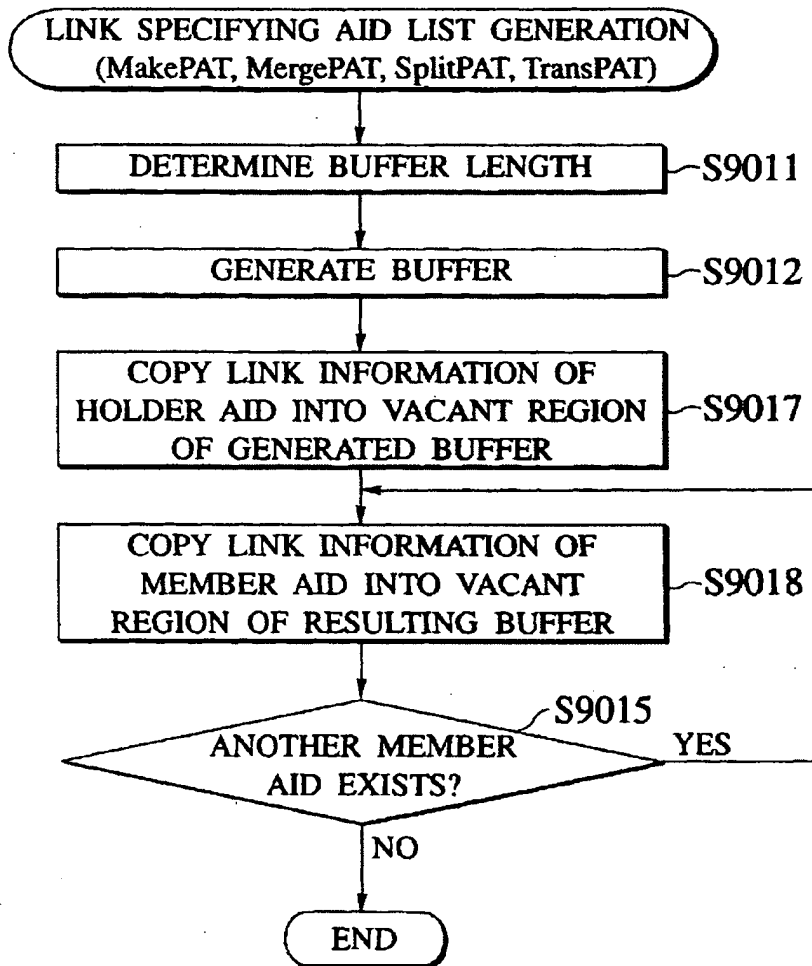 LINK SPECIFYING AID LIST GENERATION
(MakePAT, MergePAT, SplitPAT, TransPAT)
DETERMINE BUFFER LENGTH
S9011
GENERATE BUFFER
S9012
COPY LINK INFORMATION OF
HOLDER AID INTO VACANT REGION
OF GENERATED BUFFER
S9017
COPY LINK INFORMATION OF
MEMBER AID INTO VACANT
REGION OF RESULTING BUFFER
S9018
S9015
ANOTHER MEMBER
AID EXISTS?
YES
NO
END